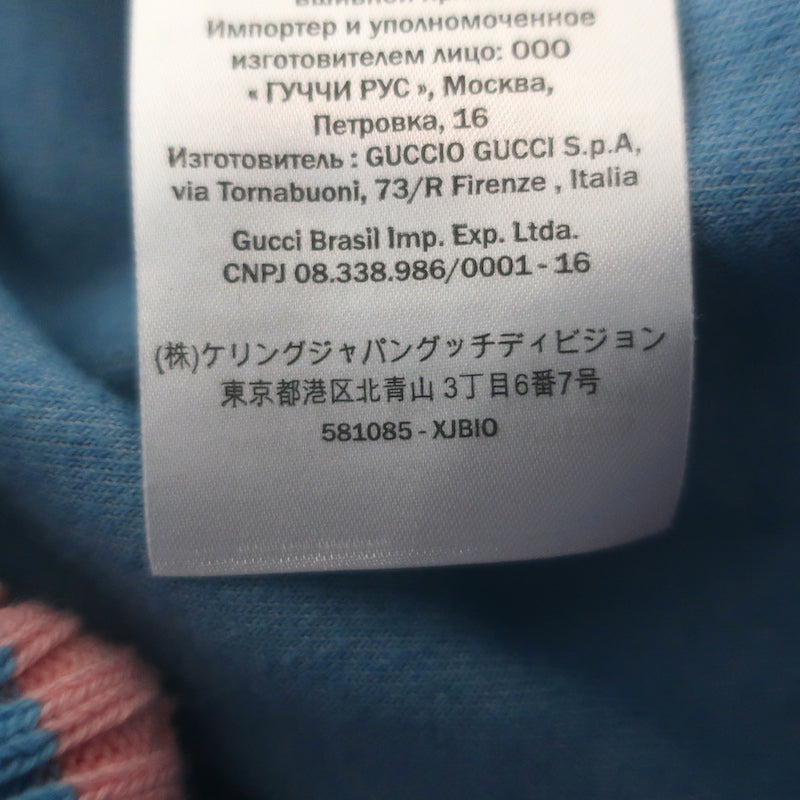 Импортер и уполномоченное
изготовителем лицо: ООО
« ГУЧЧИ РУС », Москва,
Петровка, 16
Изготовитель : GUCCIO GUCCI S.p.A,
via Tornabuoni, 73/R Firenze , Italia
Gucci Brasil Imp. Exp. Ltda.
CNPJ 08.338.986/0001 - 16
(株)ケリングジャパングッチディビジョン
東京都港区北青山 3丁目6番7号
581085 - XJBIO